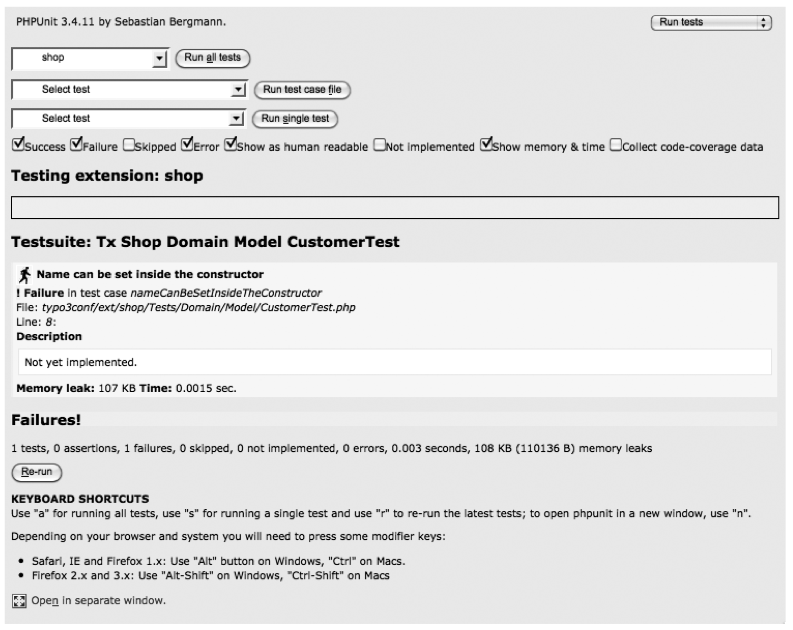 PHPUnit 3.4.11 by Sebastian Bergmann.
Run tests
shop
Run all tests
Select test
Run test case file
Select test
Run single test
Success Failure Skipped Error Show as human readable Not implemented Show memory & time Collect code-coverage data
Testing extension: shop
Testsuite: Tx Shop Domain Model CustomerTest
Name can be set inside the constructor
! Failure in test case nameCanBeSetInsideTheConstructor
File: typo3conf/ext/shop/Tests/Domain/Model/CustomerTest.php
Line: 8:
Description
Not yet implemented.
Memory leak: 107 KB Time: 0.0015 sec.
Failures!
1 tests, 0 assertions, 1 failures, 0 skipped, 0 not implemented, 0 errors, 0.003 seconds, 108 KB (110136 B) memory leaks
Re-run
KEYBOARD SHORTCUTS
Use "a" for running all tests, use "s" for running a single test and use "r" to re-run the latest tests; to open phpunit in a new window, use "n".
Depending on your browser and system you will need to press some modifier keys:
• Safari, IE and Firefox 1.x: Use "Alt" button on Windows, "Ctrl" on Macs.
• Firefox 2.x and 3.x: Use "Alt-Shift" on Windows, "Ctrl-Shift" on Macs
Open in separate window.